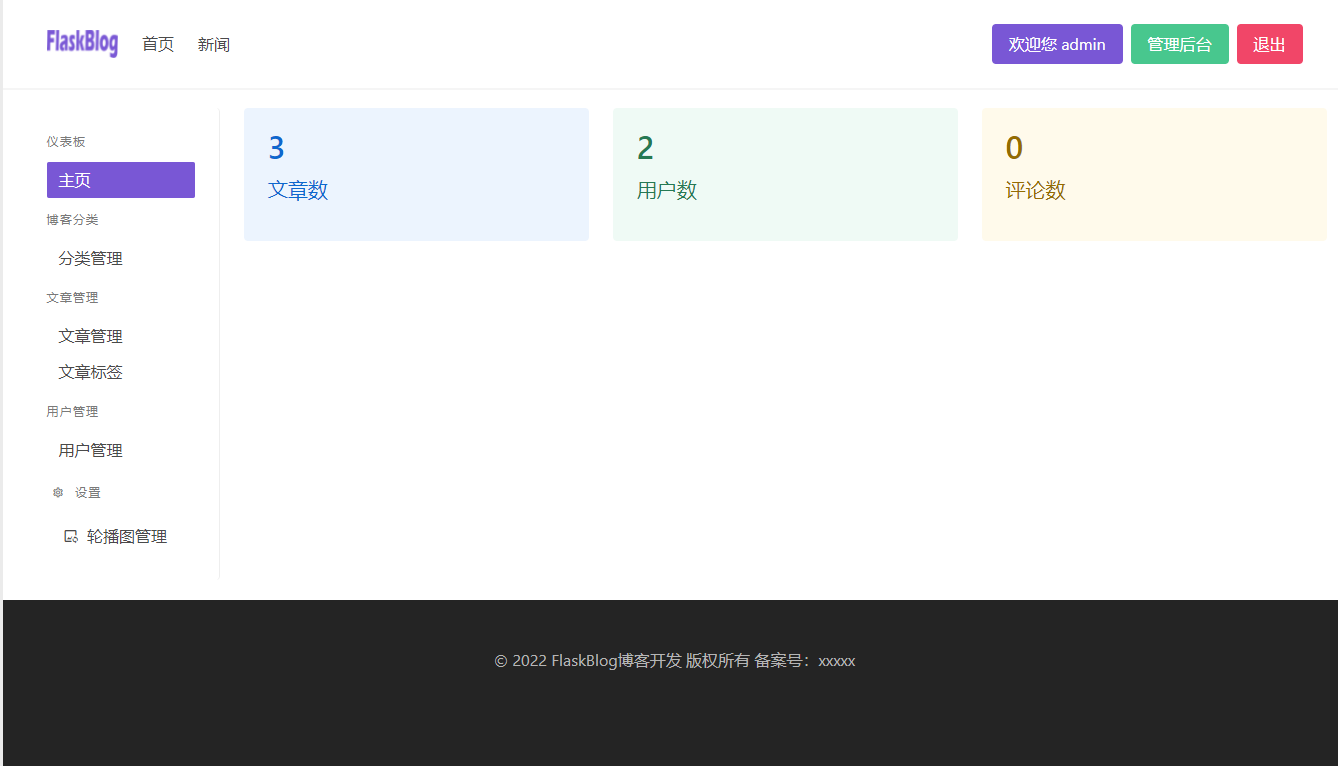 FlaskBlog 首页 新闻 欢迎您 admin 管理后台 退出
仪表板
主页
博客分类
分类管理
文章管理
文章管理
文章标签
用户管理
用户管理
设置
轮播图管理
3
文章数
2
用户数
0
评论数
© 2022 FlaskBlog博客开发 版权所有 备案号：xxxxx